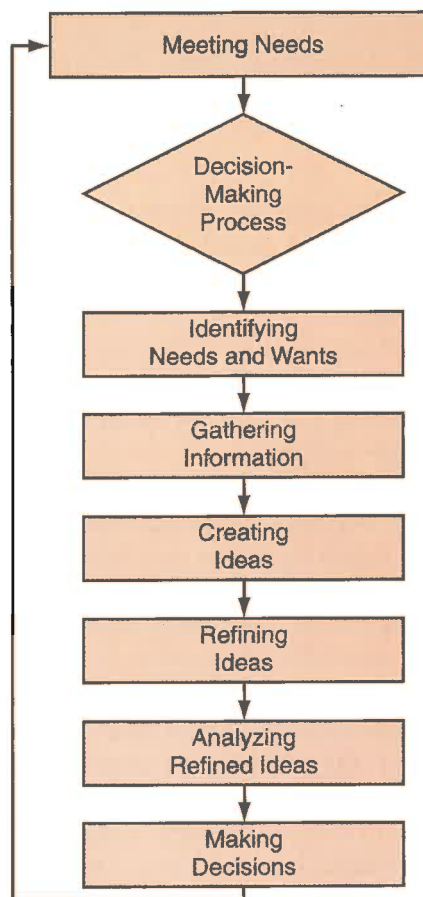 Meeting Needs
Decision-
Making
Process
Identifying
Needs and Wants
Gathering
Information
Creating
Ideas
Refining
Ideas
Analyzing
Refined Ideas
Making
Decisions